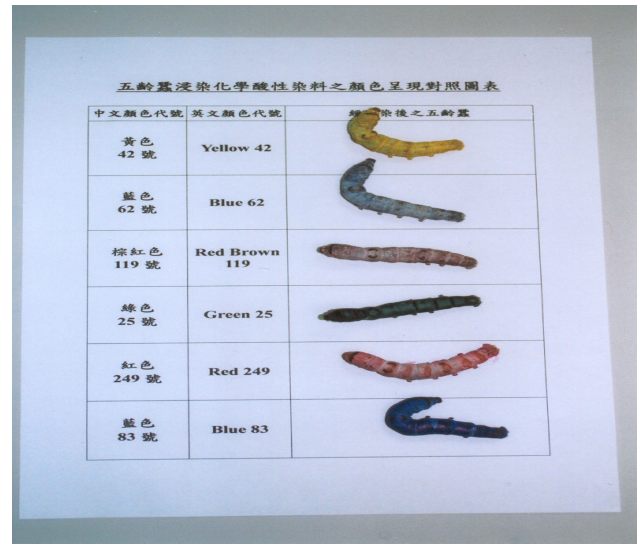 五齡蠶浸染化學酸性染料之顏色呈現對照圖表
中文顏色代號 英文顏色代號 染後之五齡蠶
黃色
42 號
Yellow 42
藍色
62 號
Blue 62
棕紅色
119 號
Red Brown
119
綠色
25 號
Green 25
紅色
249 號
Red 249
藍色
83 號
Blue 83